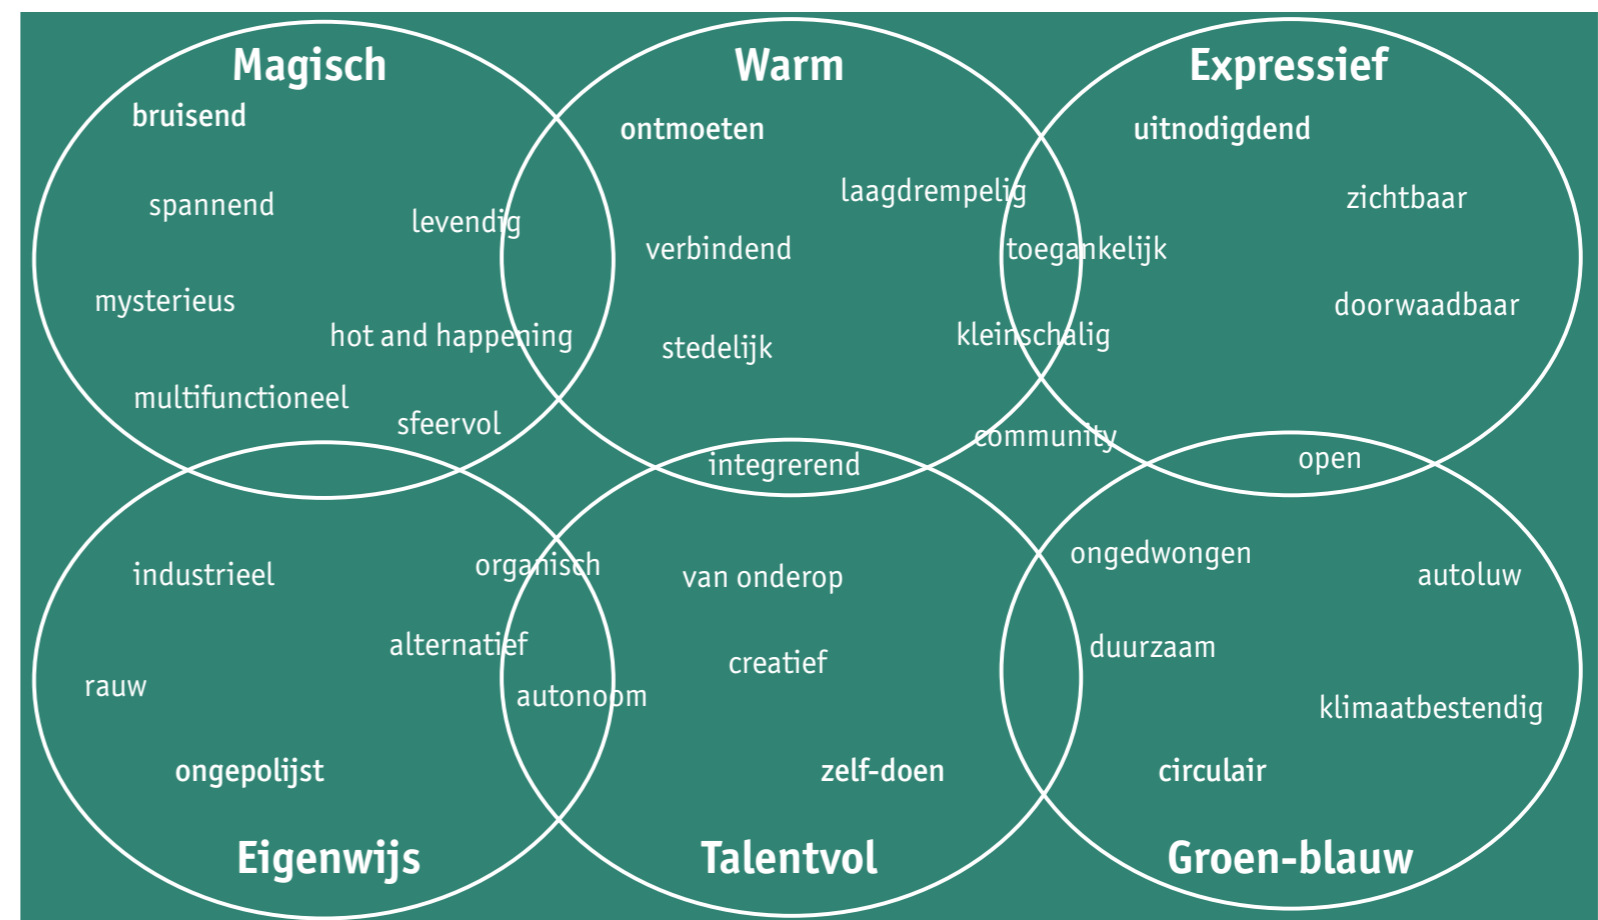 Magisch
bruisend
spannend
levendig
mysterieus
hot and happening
multifunctioneel
sfeervol
Warm
ontmoeten
laagdrempelig
verbindend
stedelijk
kleinschalig
toegankelijk
community
integrerend
Expressief
uitnodigdend
zichtbaar
doorwaadbaar
open
industrieel
organisch
alternatief
rauw
autonoom
ongepolijst
Eigenwijs
van onderop
creatief
zelf-doen
Talentvol
ongedwongen
autoluw
duurzaam
klimaatbestendig
circulair
Groen-blauw